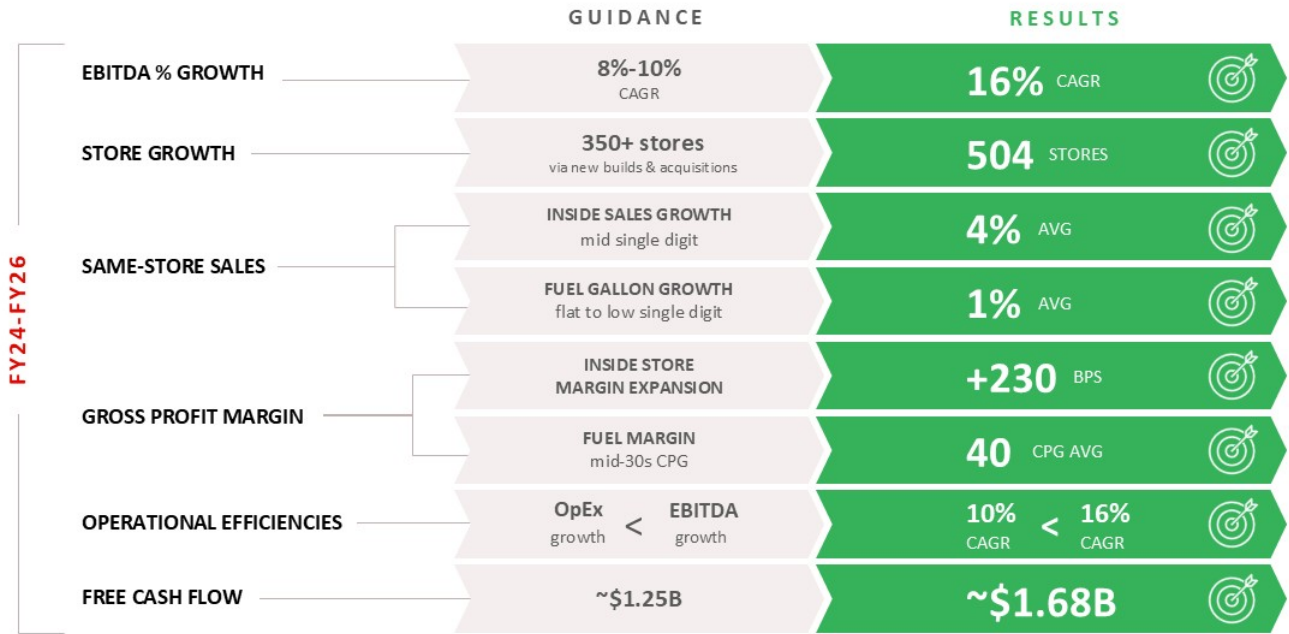 GUIDANCE
RESULTS
FY24-FY26
EBITDA % GROWTH
8%-10%
CAGR
16% CAGR
STORE GROWTH
350+ stores
via new builds & acquisitions
504 STORES
SAME-STORE SALES
INSIDE SALES GROWTH
mid single digit
4% AVG
FUEL GALLON GROWTH
flat to low single digit
1% AVG
GROSS PROFIT MARGIN
INSIDE STORE
MARGIN EXPANSION
+230 BPS
FUEL MARGIN
mid-30s CPG
40 CPG AVG
OPERATIONAL EFFICIENCIES
OpEx < EBITDA
growth growth
10% < 16%
CAGR CAGR
FREE CASH FLOW
~$1.25B
~$1.68B